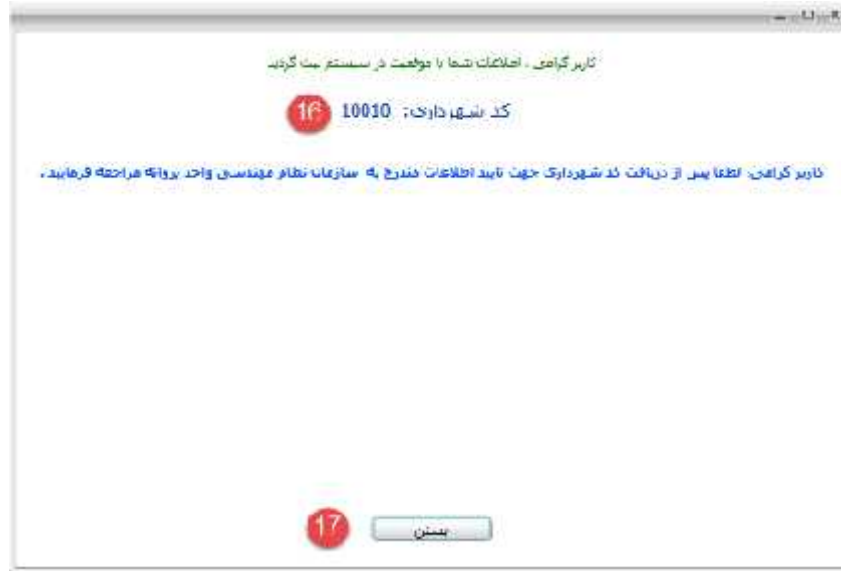 کاربر گرامی ، اطلاعات شما با موفقیت در سیستم ثبت گردید
کد شهرداری: 10010 16
کاربر گرامی: لطفا پس از دریافت کد شهرداری جهت تایید اطلاعات مندرج به سازمان نظام مهندسی واحد پروانه مراجعه فرمایید .
بستن 17